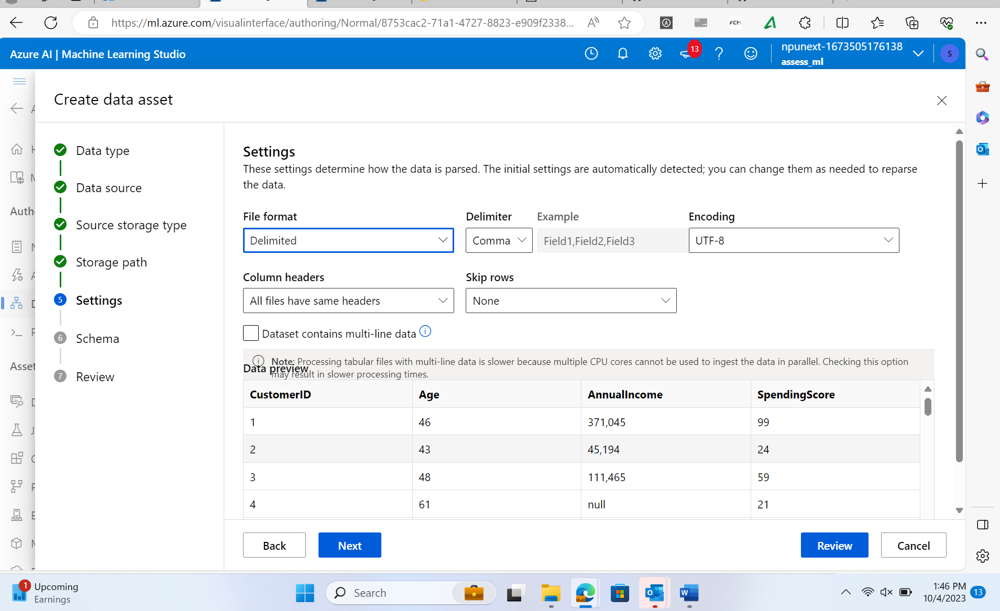 https://ml.azure.com/visualinterface/authoring/Normal/8753cac2-71a1-4727-8823-e909f2338...
FCM
Azure AI | Machine Learning Studio
13
npunext-1673505176138
assess_ml
S
Create data asset
Auth
Asset
Data type
Data source
Source storage type
Storage path
5 Settings
6 Schema
7 Review
Settings
These settings determine how the data is parsed. The initial settings are automatically detected; you can change them as needed to reparse
the data.
File format Delimiter Example Encoding
Delimited Comma Field1,Field2,Field3 UTF-8
Column headers Skip rows
All files have same headers None
Dataset contains multi-line data
Note: Processing tabular files with multi-line data is slower because multiple CPU cores cannot be used to ingest the data in parallel. Checking this option
may result in slower processing times.
Data preview
CustomerID Age AnnualIncome SpendingScore
1 46 371,045 99
2 43 45,194 24
3 48 111,465 59
4 61 null 21
Back Next Review Cancel
1
Upcoming
Earnings
Search
1:46 PM
10/4/2023
13